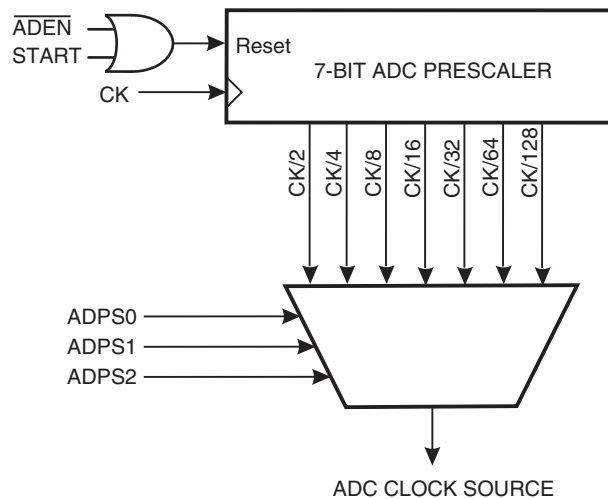 ADEN
START
Reset
7-BIT ADC PRESCALER
CK
CK/2
CK/4
CK/8
CK/16
CK/32
CK/64
CK/128
ADPS0
ADPS1
ADPS2
ADC CLOCK SOURCE